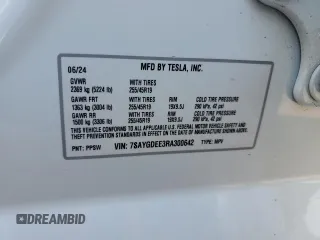 06/24 MFD BY TESLA, INC.
GVWR WITH TIRES
2369 kg (5224 lb) 255/45R19
GAWR FRT WITH TIRES RIM COLD TIRE PRESSURE
1363 kg (3004 lb) 255/45R19 19X9.5J 290 kPa, 42 psi
GAWR RR WITH TIRES RIM COLD TIRE PRESSURE
1500 kg (3306 lb) 255/45R19 19X9.5J 290 kPa, 42 psi
THIS VEHICLE CONFORMS TO ALL APPLICABLE U.S. FEDERAL MOTOR VEHICLE SAFETY AND
THEFT PREVENTION STANDARDS IN EFFECT ON THE DATE OF MANUFACTURE SHOWN ABOVE.
PNT: PPSW VIN: 7SAYGDEE3RA300642 TYPE: MPV
DREAMBID